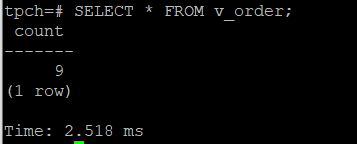 tpch=# SELECT * FROM v_order;
count
-------
9
(1 row)
Time: 2.518 ms